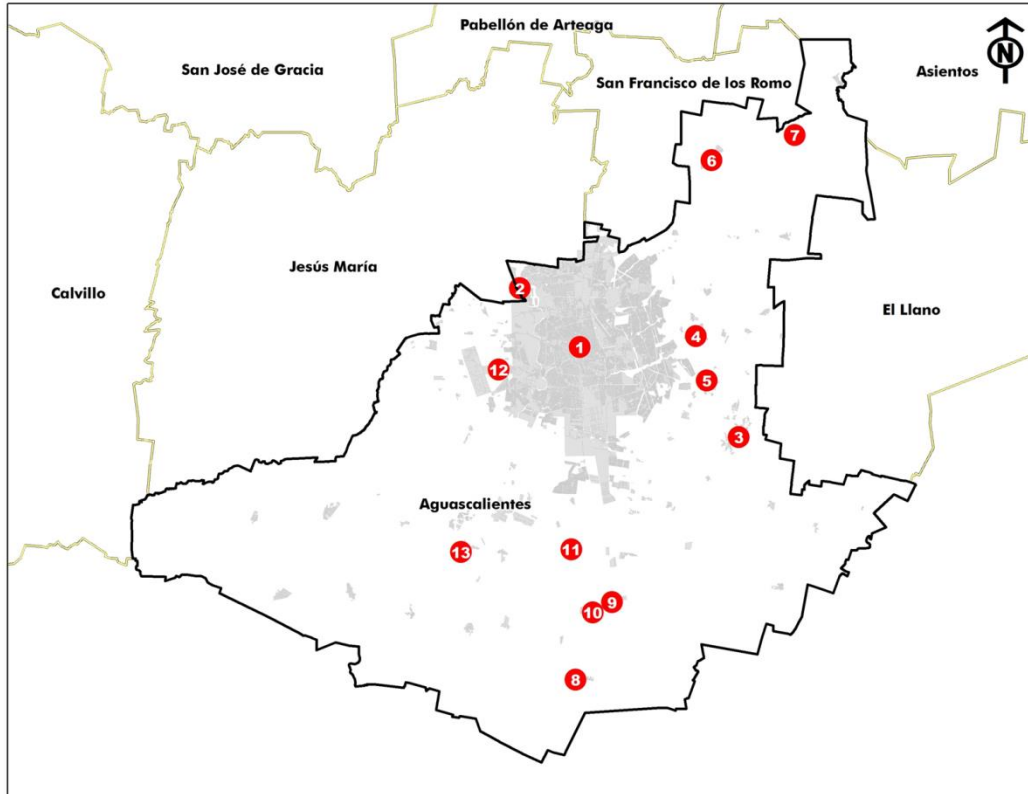 Pabellón de Arteaga
San José de Gracia
San Francisco de los Romo
Asientos
N
7
6
Jesús María
Calvillo
2
El Llano
1
4
12
5
3
Aguascalientes
13
11
9
10
8